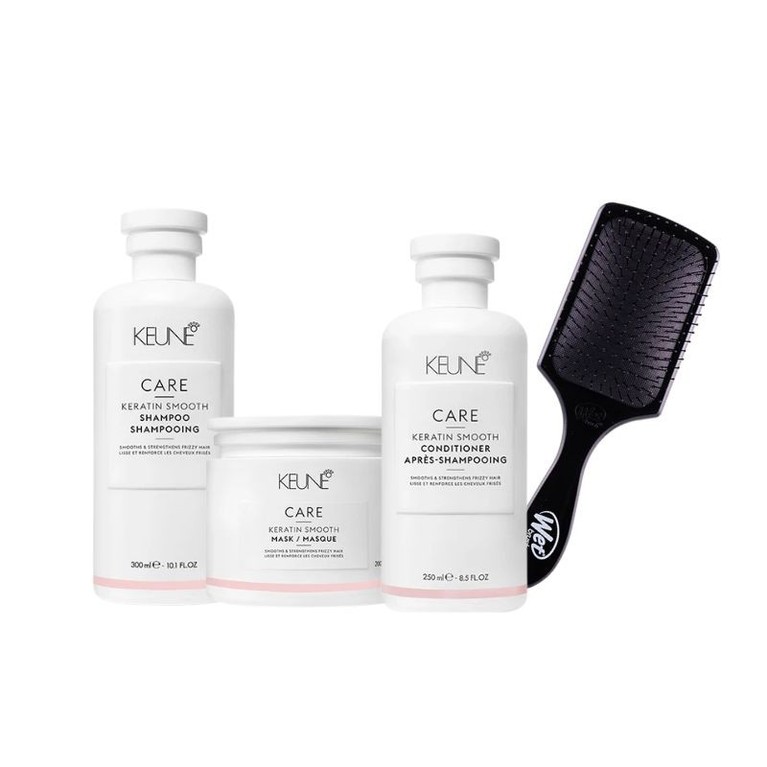 KEUNE
CARE
KERATIN SMOOTH
SHAMPOO
SHAMPOOING
SMOOTHS & STRENGTHENS FRIZZY HAIR
LISSE ET RENFORCE LES CHEVEUX FRISÉS
300 ml e - 10.1 FL.OZ
KEUNE
CARE
KERATIN SMOOTH
MASK / MASQUE
SMOOTHS & STRENGTHENS FRIZZY HAIR
LISSE ET RENFORCE LES CHEVEUX FRISÉS
200
KEUNE
CARE
KERATIN SMOOTH
CONDITIONER
APRÈS-SHAMPOOING
SMOOTHS & STRENGTHENS FRIZZY HAIR
LISSE ET RENFORCE LES CHEVEUX FRISÉS
250 ml e - 8.5 FL.OZ
Wet